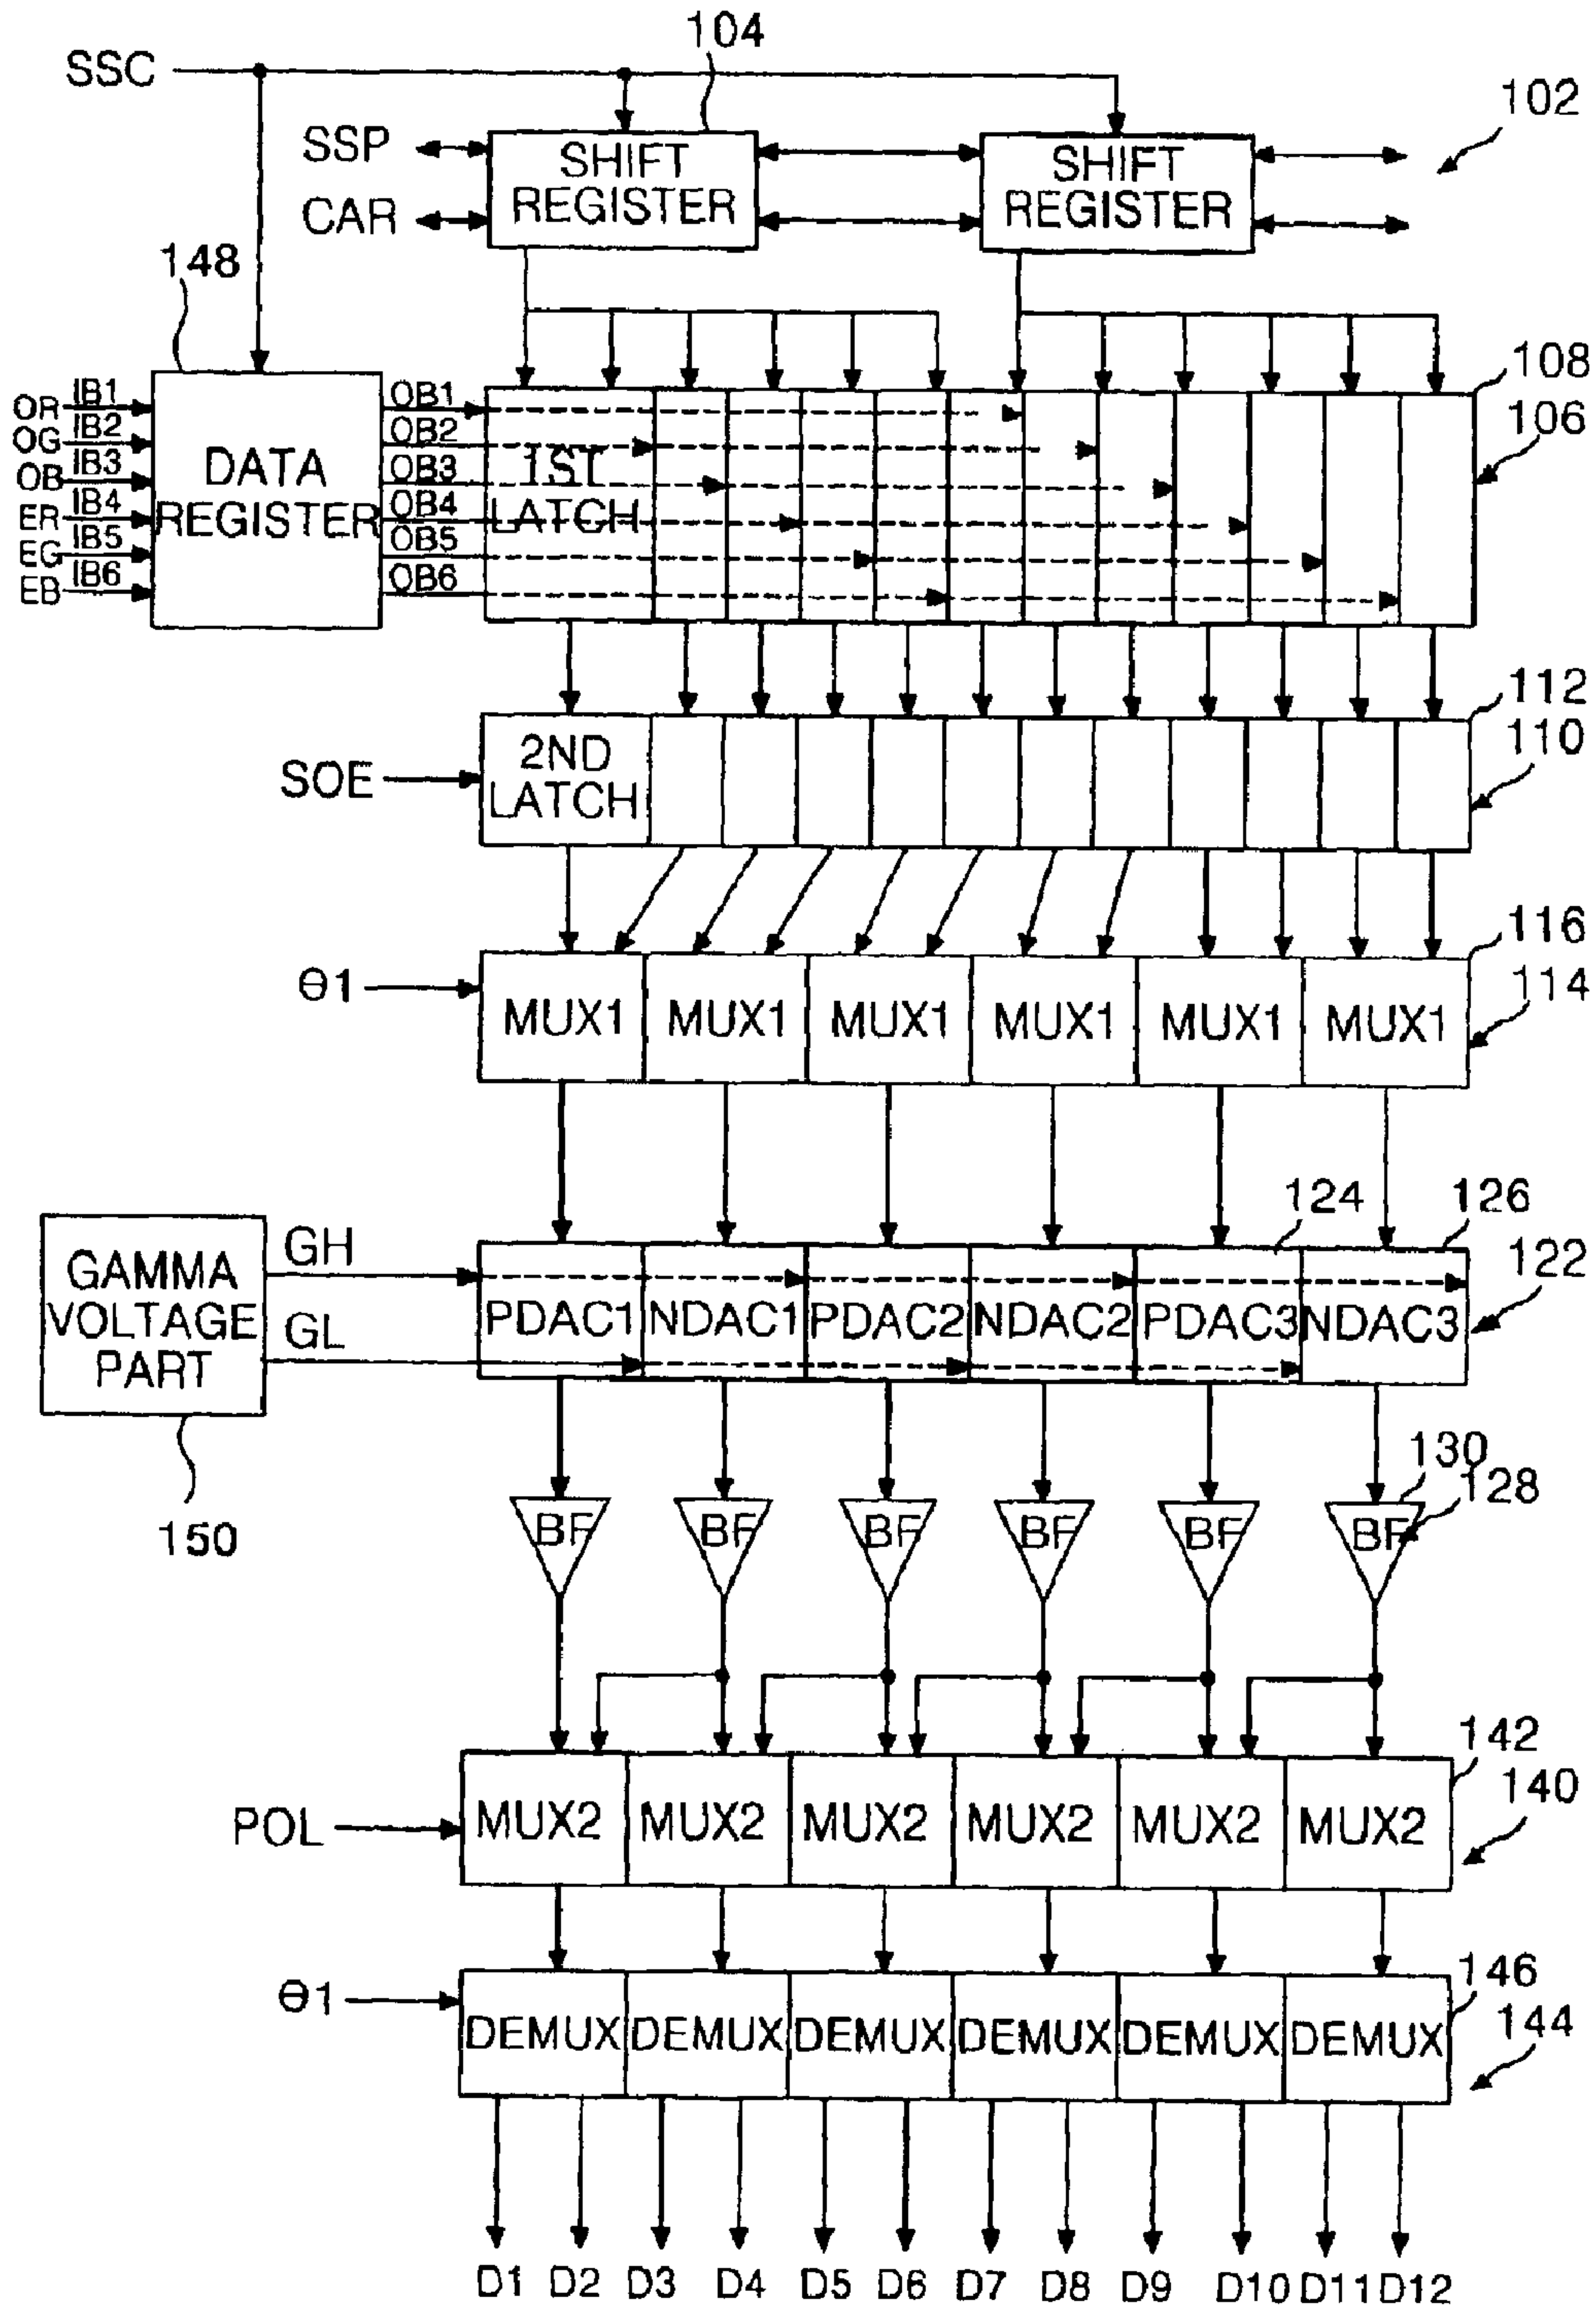 104
SSC
102
SSP
SHIFT REGISTER
SHIFT REGISTER
CAR
148
108
106
OR IB1
OG IB2
OB IB3
ER IB4
EG IB5
EB IB6
DATA REGISTER
OB1
OB2
OB3
OB4
OB5
OB6
1ST LATCH
112
110
SOE
2ND LATCH
116
114
Θ1
MUX1 MUX1 MUX1 MUX1 MUX1 MUX1
124
126
122
GAMMA VOLTAGE PART
GH
GL
PDAC1 NDAC1 PDAC2 NDAC2 PDAC3 NDAC3
150
130
128
BF BF BF BF BF BF
142
140
POL
MUX2 MUX2 MUX2 MUX2 MUX2 MUX2
146
144
Θ1
DEMUX DEMUX DEMUX DEMUX DEMUX DEMUX
D1 D2 D3 D4 D5 D6 D7 D8 D9 D10 D11 D12